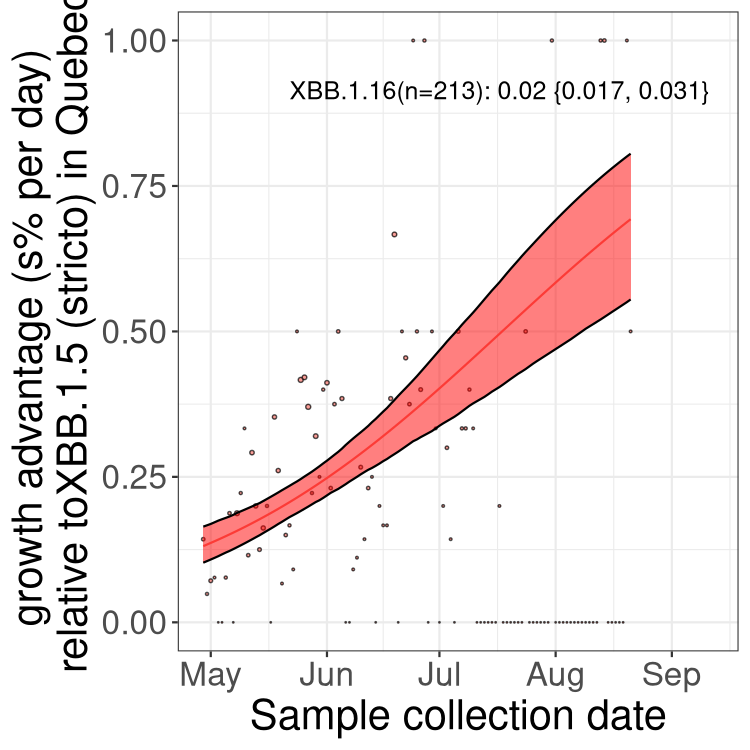 growth advantage (s% per day)
relative toXBB.1.5 (stricto) in Quebec
1.00
0.75
0.50
0.25
0.00
XBB.1.16(n=213): 0.02 {0.017, 0.031}
May Jun Jul Aug Sep
Sample collection date